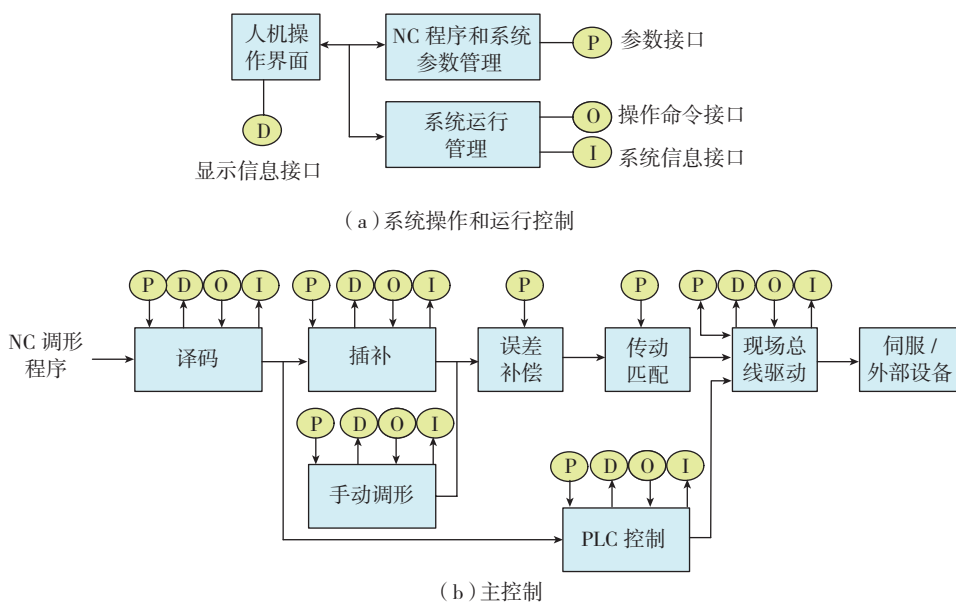 人机操
作界面
NC 程序和系统
参数管理
P
参数接口
系统运行
管理
O
操作命令接口
I
系统信息接口
D
显示信息接口
(a)系统操作和运行控制
P D O I
P D O I
P
P
P D O I
NC 调形
程序
译码
插补
误差
补偿
传动
匹配
现场总
线驱动
伺服 /
外部设备
P D O I
手动调形
P D O I
PLC 控制
(b)主控制